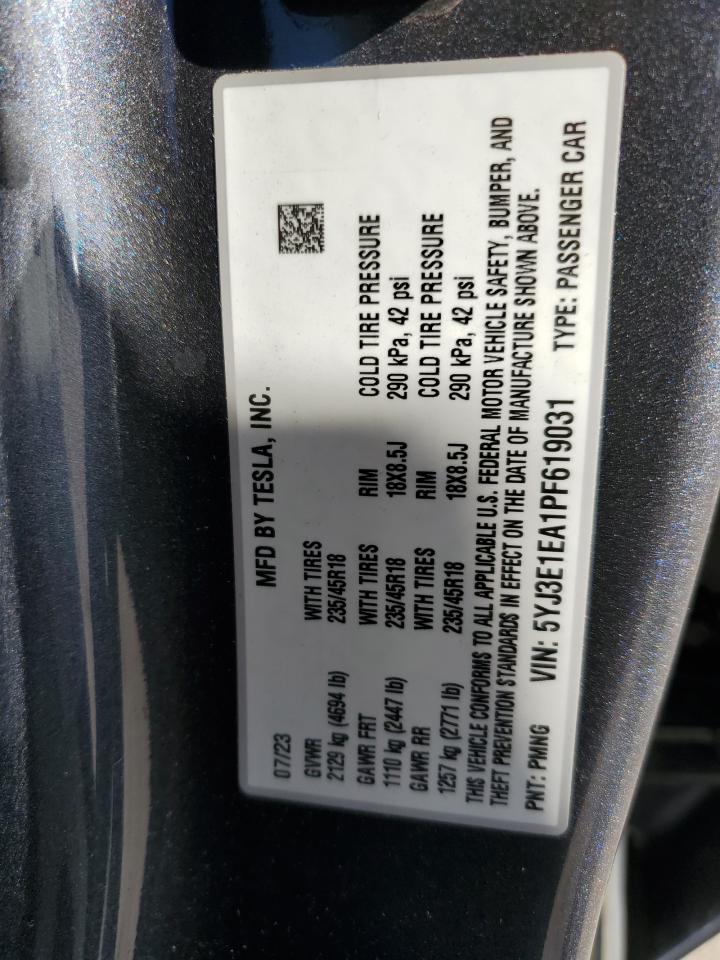 MFD BY TESLA, INC.
07/23
GVWR WITH TIRES
2129 kg (4694 lb) 235/45R18
GAWR FRT WITH TIRES RIM COLD TIRE PRESSURE
1110 kg (2447 lb) 235/45R18 18X8.5J 290 kPa, 42 psi
GAWR RR WITH TIRES RIM COLD TIRE PRESSURE
1257 kg (2771 lb) 235/45R18 18X8.5J 290 kPa, 42 psi
THIS VEHICLE CONFORMS TO ALL APPLICABLE U.S. FEDERAL MOTOR VEHICLE SAFETY, BUMPER, AND
THEFT PREVENTION STANDARDS IN EFFECT ON THE DATE OF MANUFACTURE SHOWN ABOVE.
PNT: PMNG VIN: 5YJ3E1EA1PF619031 TYPE: PASSENGER CAR